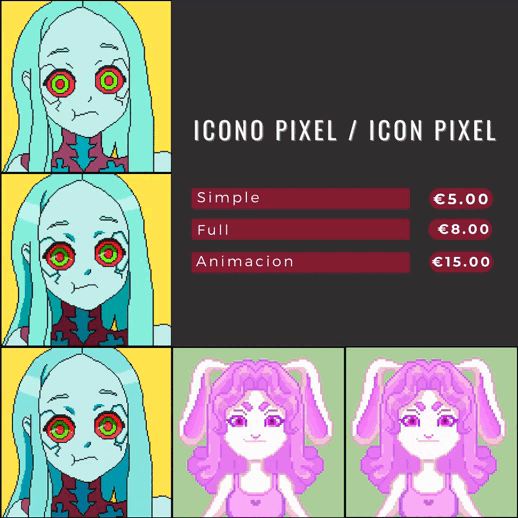 ICONO PIXEL / ICON PIXEL
Simple €5.00
Full €8.00
Animacion €15.00